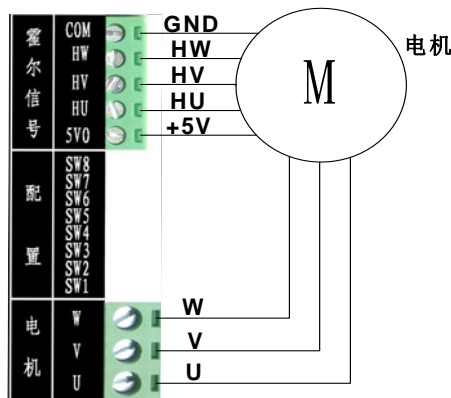 霍尔信号
COM
HW
HV
HU
5VO
GND
HW
HV
HU
+5V
M
电机
配置
SW8
SW7
SW6
SW5
SW4
SW3
SW2
SW1
电机
W
V
U
W
V
U